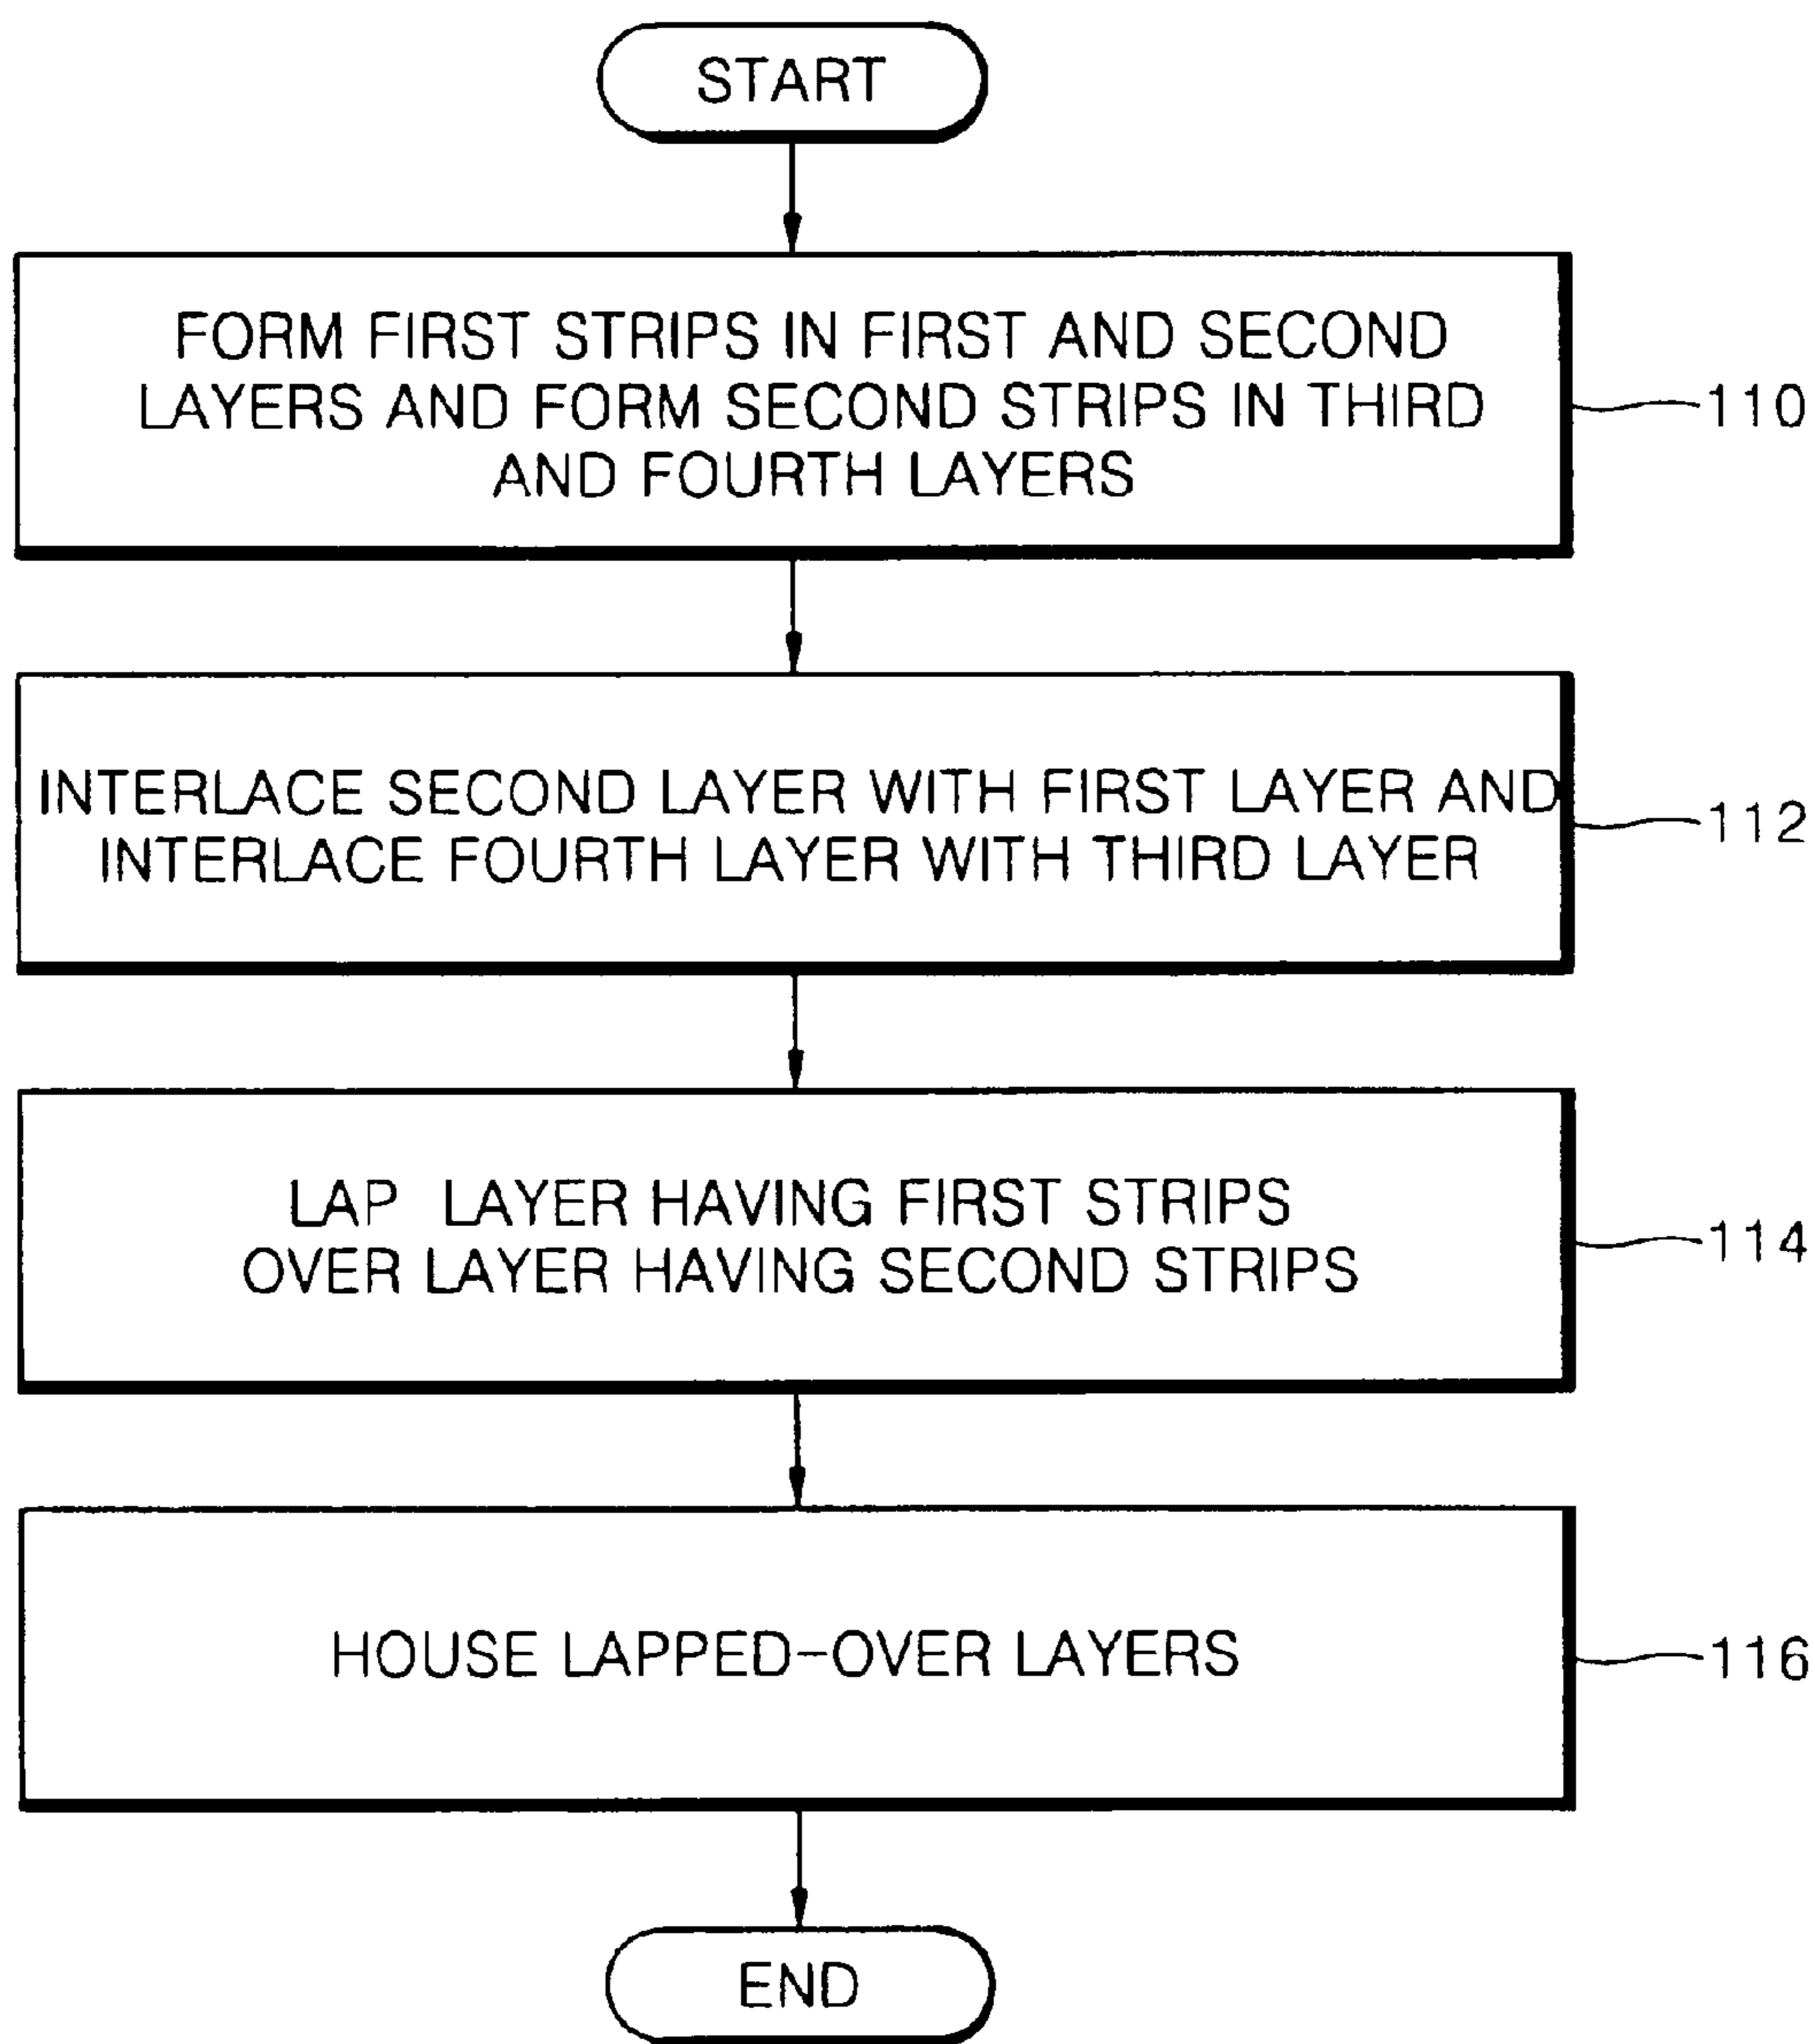 START
FORM FIRST STRIPS IN FIRST AND SECOND
LAYERS AND FORM SECOND STRIPS IN THIRD
AND FOURTH LAYERS
110
INTERLACE SECOND LAYER WITH FIRST LAYER AND
INTERLACE FOURTH LAYER WITH THIRD LAYER
112
LAP LAYER HAVING FIRST STRIPS
OVER LAYER HAVING SECOND STRIPS
114
HOUSE LAPPED-OVER LAYERS
116
END